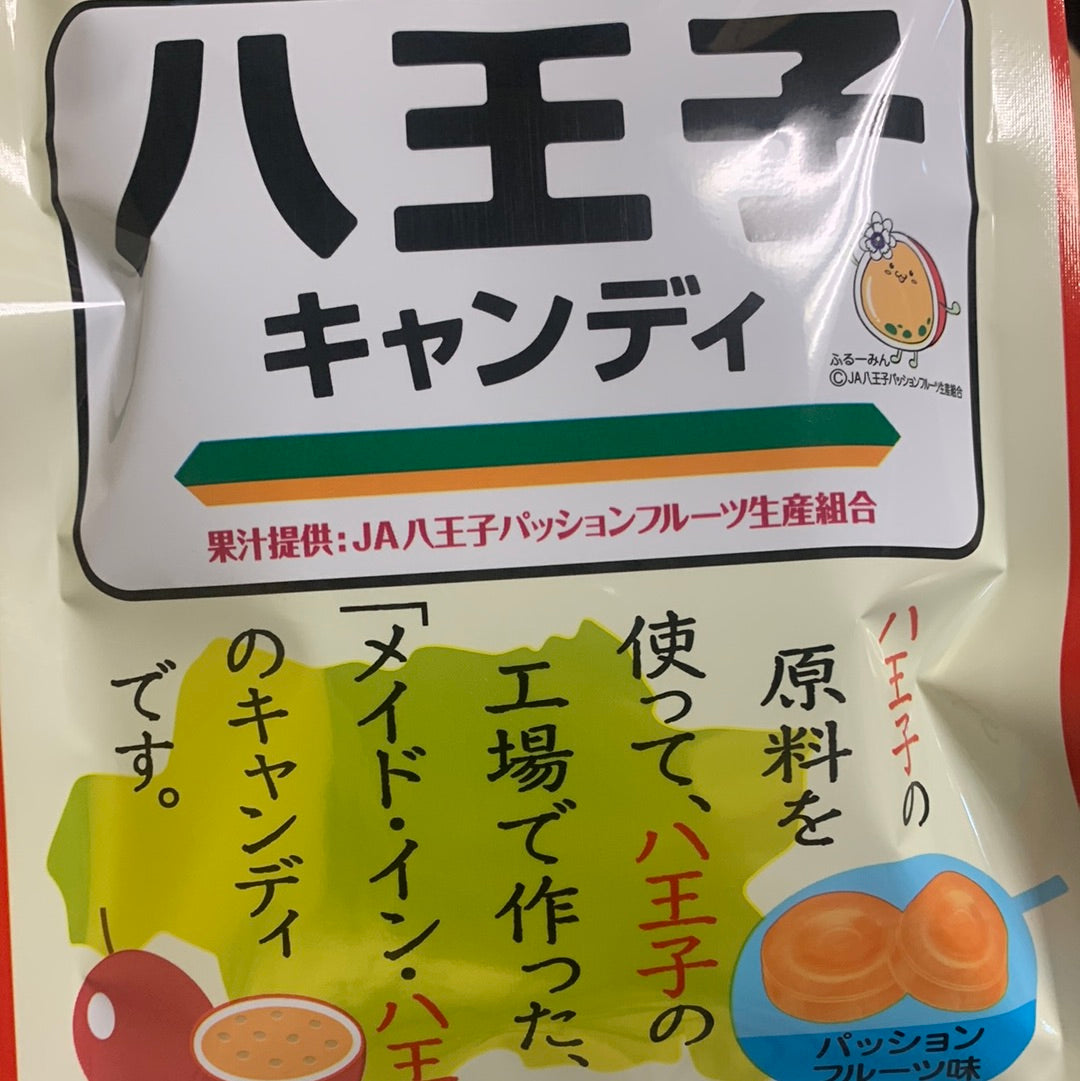 八王子
キャンディ
ふるーみん
©JA八王子パッションフルーツ生産組合
果汁提供:JA八王子パッションフルーツ生産組合
八王子の
原料を
使って、八王子の
工場で作った、
「メイド・イン・八王
のキャンディ
です。
パッション
フルーツ味